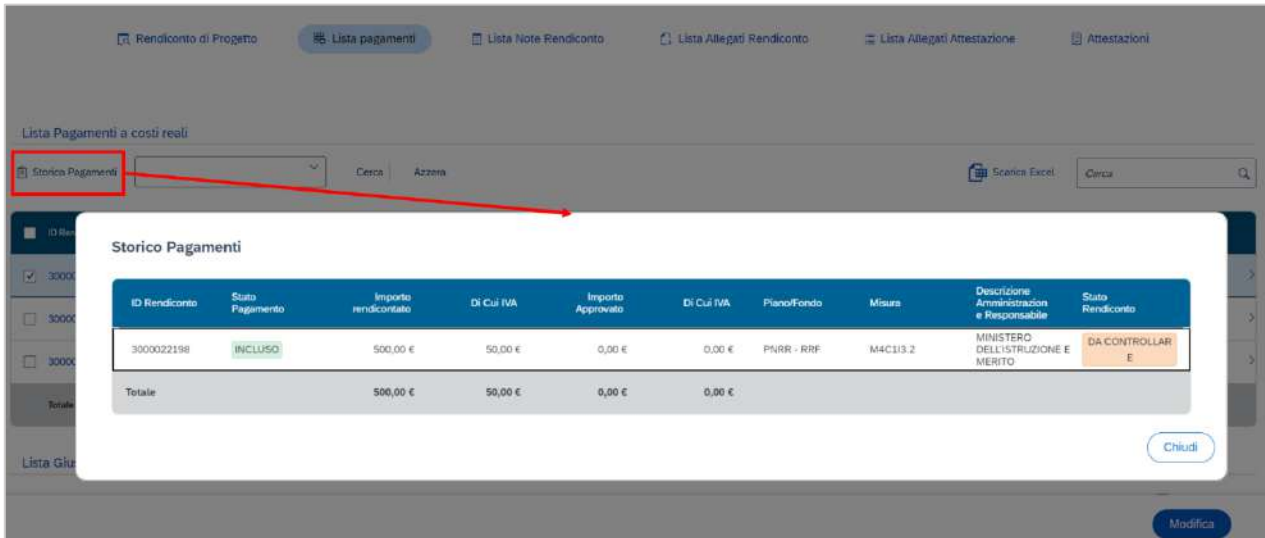 Rendiconto di Progetto Lista pagamenti Lista Note Rendiconto Lista Allegati Rendiconto Lista Allegati Attestazione Attestazioni
Lista Pagamenti a costi reali
Storico Pagamenti Cerca Azzera Scarica Excel Cerca
Storico Pagamenti
ID Rendiconto Stato Pagamento Importo rendicontato Di Cui IVA Importo Approvato Di Cui IVA Piano/Fondo Misura Descrizione Amministrazion e Responsabile Stato Rendiconto
3000022198 INCLUSO 500,00 € 50,00 € 0,00 € 0,00 € PNRR - RRF M4C1I3.2 MINISTERO DELL'ISTRUZIONE E MERITO DA CONTROLLAR E
Totale 500,00 € 50,00 € 0,00 € 0,00 €
Totale
Chiudi
Lista Gius
Modifica